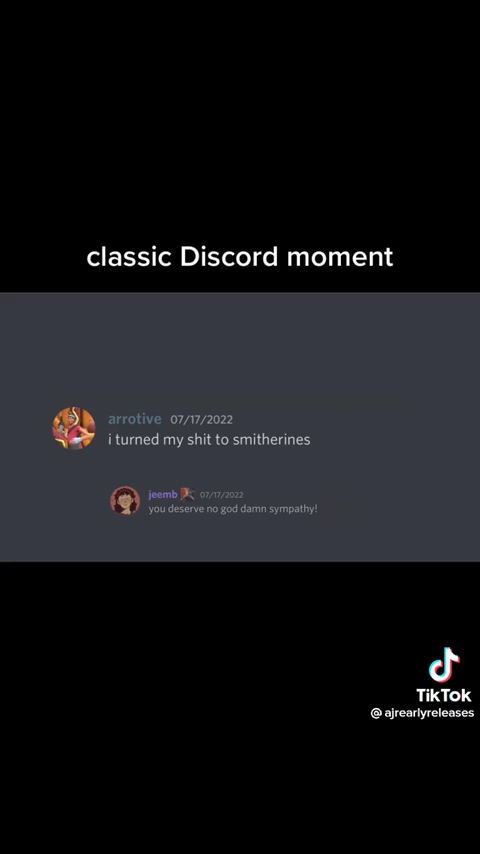 classic Discord moment
arrotive 07/17/2022
i turned my shit to smitherines
jeemb 07/17/2022
you deserve no god damn sympathy!
TikTok
@ ajrearlyreleases